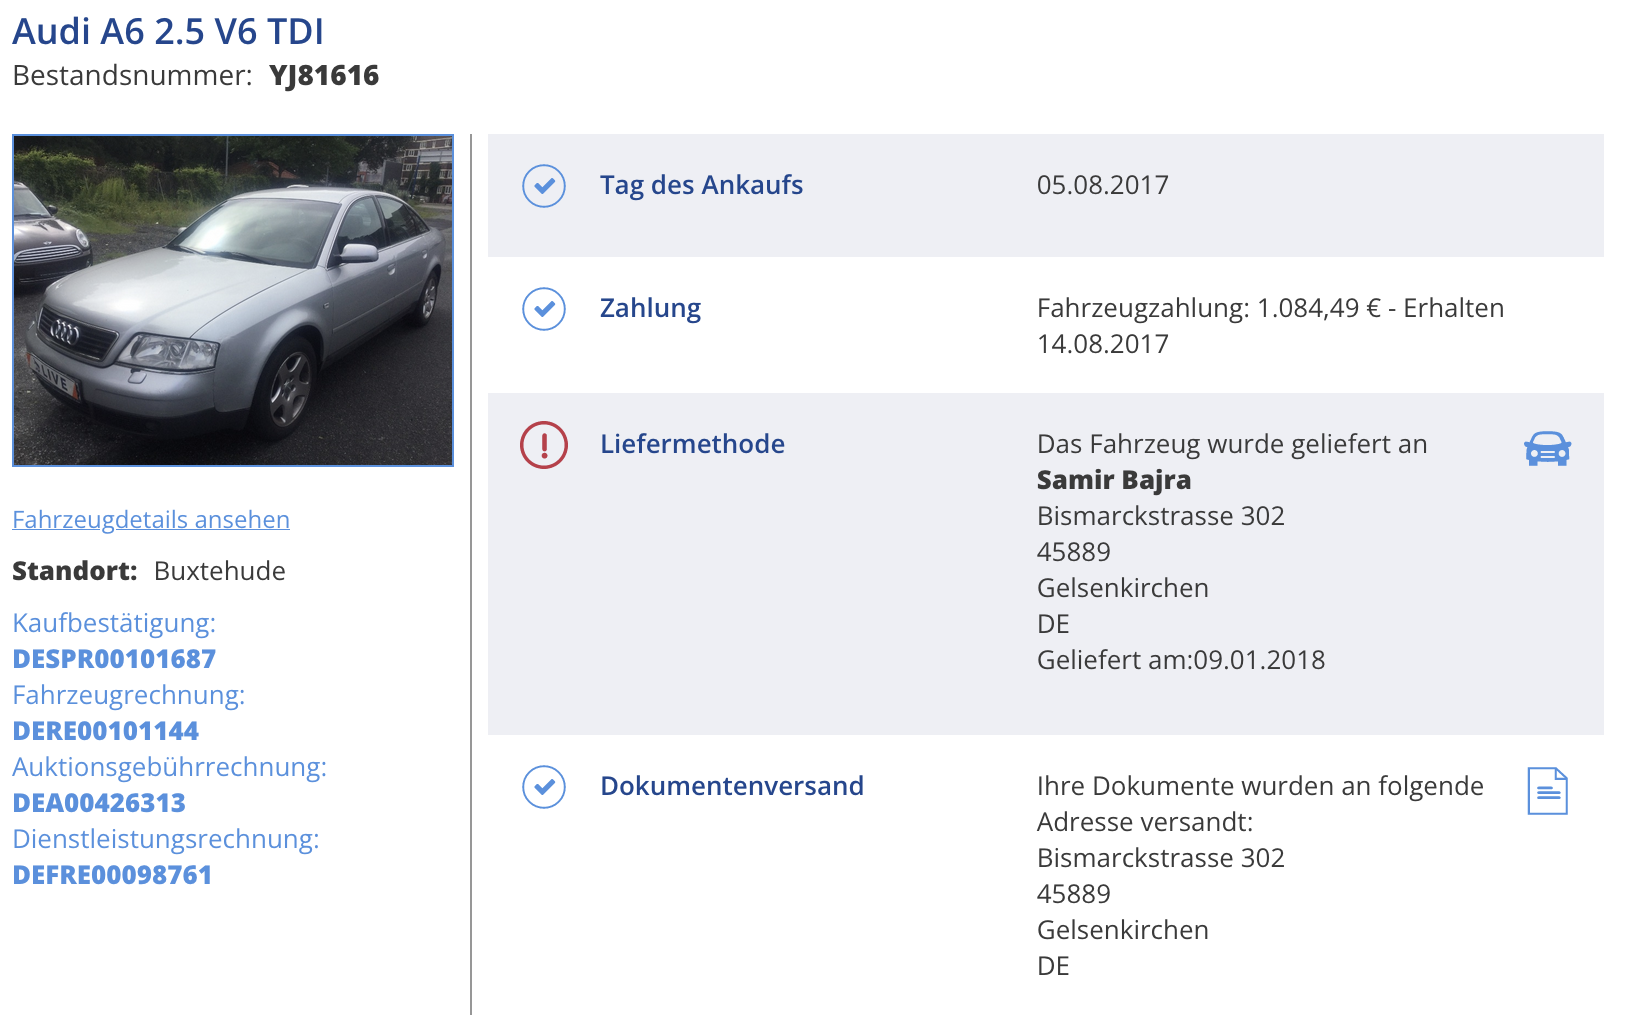 Audi A6 2.5 V6 TDI
Bestandsnummer: YJ81616
LIVE
Fahrzeugdetails ansehen
Standort: Buxtehude
Kaufbestätigung:
DESPR00101687
Fahrzeugrechnung:
DERE00101144
Auktionsgebührrechnung:
DEA00426313
Dienstleistungsrechnung:
DEFRE00098761
Tag des Ankaufs
05.08.2017
Zahlung
Fahrzeugzahlung: 1.084,49 € - Erhalten
14.08.2017
Liefermethode
Das Fahrzeug wurde geliefert an
Samir Bajra
Bismarckstrasse 302
45889
Gelsenkirchen
DE
Geliefert am:09.01.2018
Dokumentenversand
Ihre Dokumente wurden an folgende
Adresse versandt:
Bismarckstrasse 302
45889
Gelsenkirchen
DE